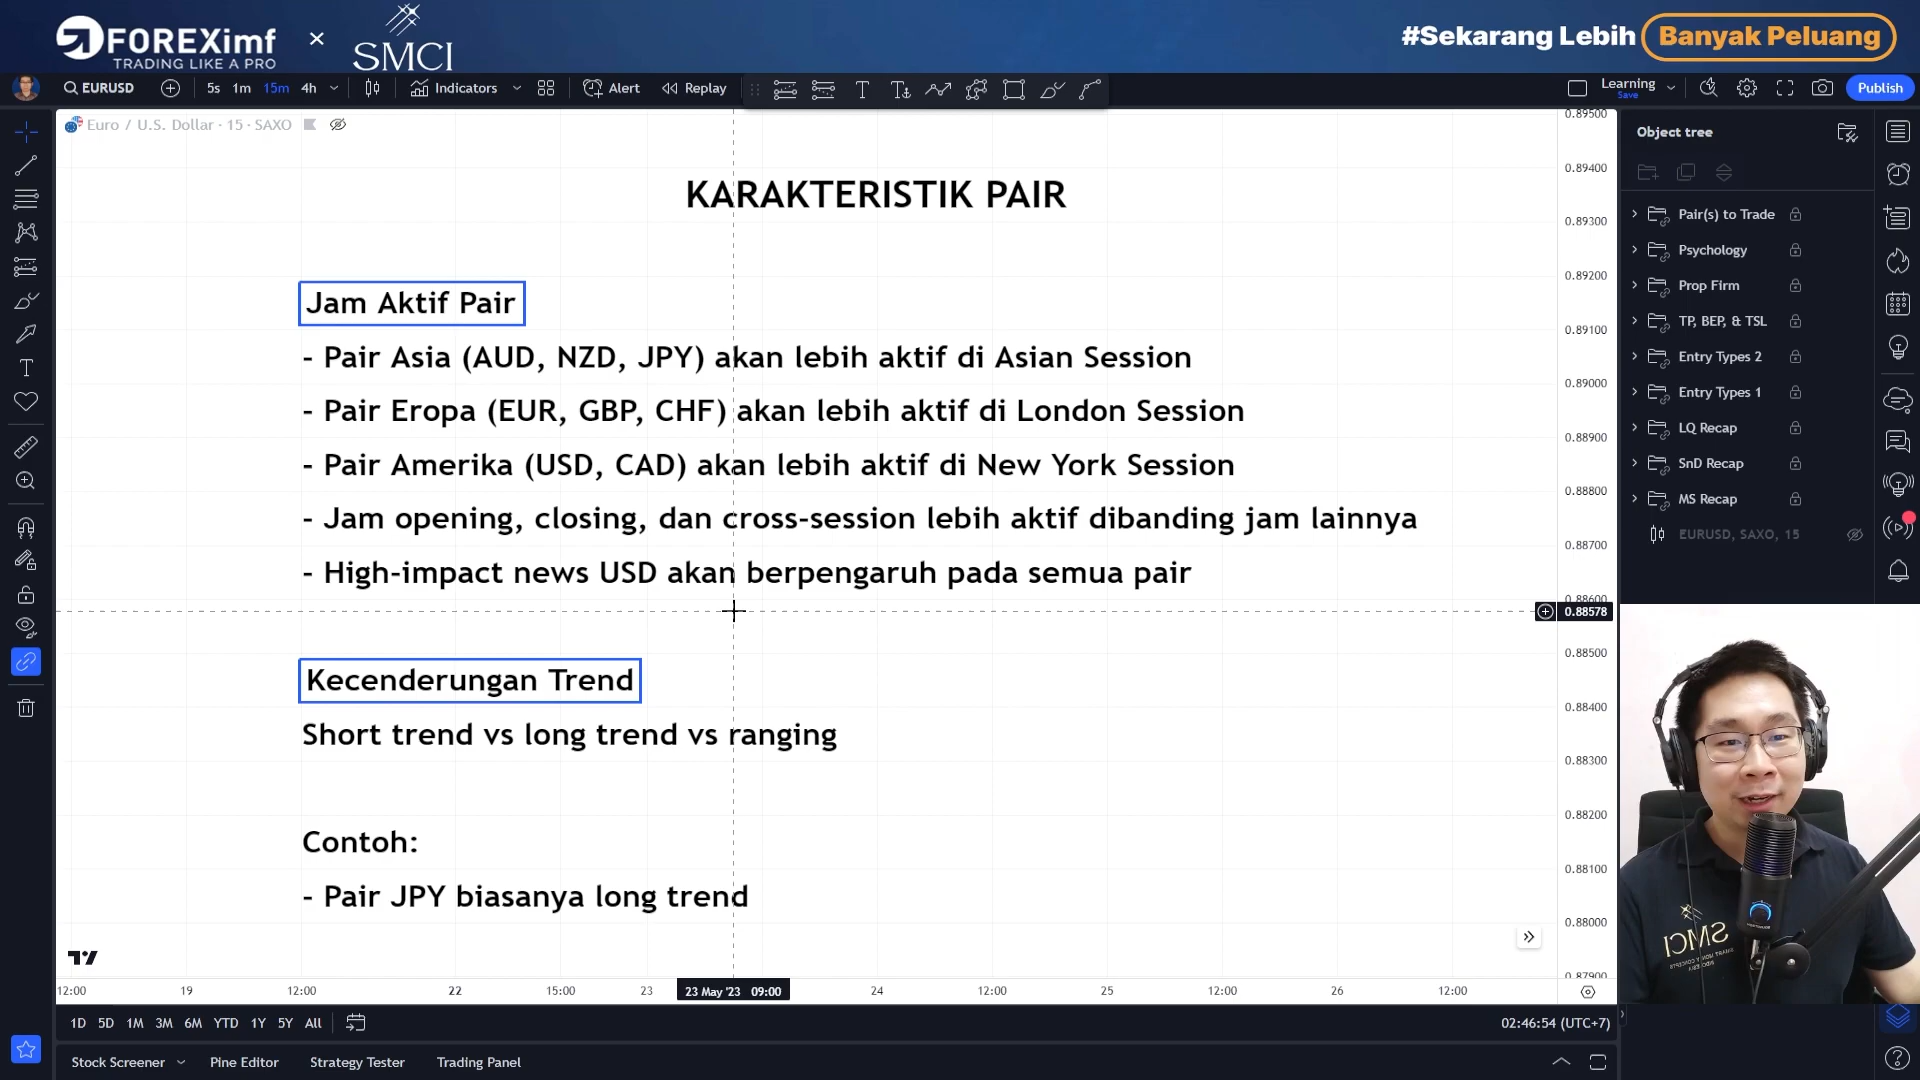 FOREXimf
TRADING LIKE A PRO
×
SMCI
#Sekarang Lebih Banyak Peluang
EURUSD
5s 1m 15m 4h
Indicators
Alert
Replay
Learning
Save
Publish
Euro / U.S. Dollar · 15 · SAXO
KARAKTERISTIK PAIR
Jam Aktif Pair
- Pair Asia (AUD, NZD, JPY) akan lebih aktif di Asian Session
- Pair Eropa (EUR, GBP, CHF) akan lebih aktif di London Session
- Pair Amerika (USD, CAD) akan lebih aktif di New York Session
- Jam opening, closing, dan cross-session lebih aktif dibanding jam lainnya
- High-impact news USD akan berpengaruh pada semua pair
Kecenderungan Trend
Short trend vs long trend vs ranging
Contoh:
- Pair JPY biasanya long trend
0.89500
0.89400
0.89300
0.89200
0.89100
0.89000
0.88900
0.88800
0.88700
0.88600
0.88578
0.88500
0.88400
0.88300
0.88200
0.88100
0.88000
0.87900
Object tree
Pair(s) to Trade
Psychology
Prop Firm
TP, BEP, & TSL
Entry Types 2
Entry Types 1
LQ Recap
SnD Recap
MS Recap
EURUSD, SAXO, 15
SMCI
12:00 19 12:00 22 15:00 23 23 May '23 09:00 24 12:00 25 12:00 26 12:00
1D 5D 1M 3M 6M YTD 1Y 5Y All
02:46:54 (UTC+7)
Stock Screener
Pine Editor
Strategy Tester
Trading Panel